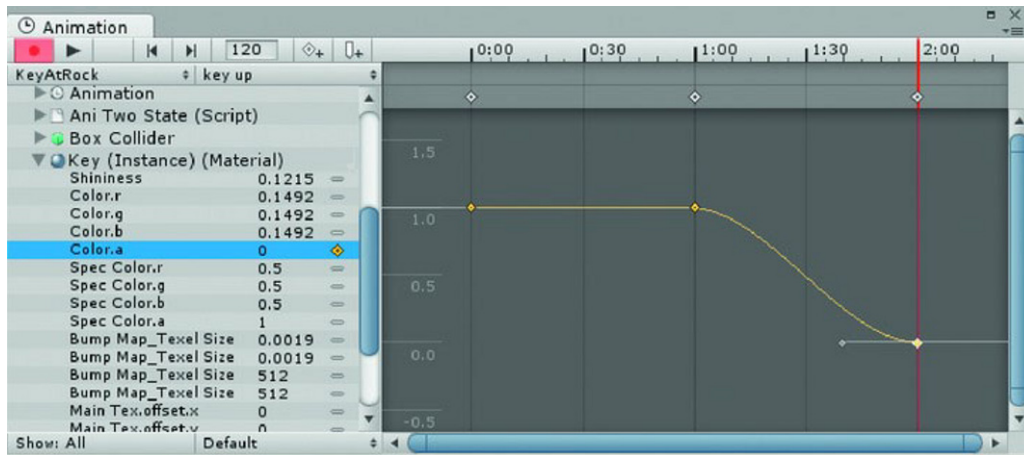 Animation
120 0:00 0:30 1:00 1:30 2:00
KeyAtRock key up
Animation
Ani Two State (Script)
Box Collider
Key (Instance) (Material)
Shininess 0.1215
Color.r 0.1492
Color.g 0.1492
Color.b 0.1492
Color.a 0
Spec Color.r 0.5
Spec Color.g 0.5
Spec Color.b 0.5
Spec Color.a 1
Bump Map_Texel Size 0.0019
Bump Map_Texel Size 0.0019
Bump Map_Texel Size 512
Bump Map_Texel Size 512
Main Tex.offset.x 0
Main Tex.offset.y 0
Show: All Default
1.5
1.0
0.5
0.0
-0.5